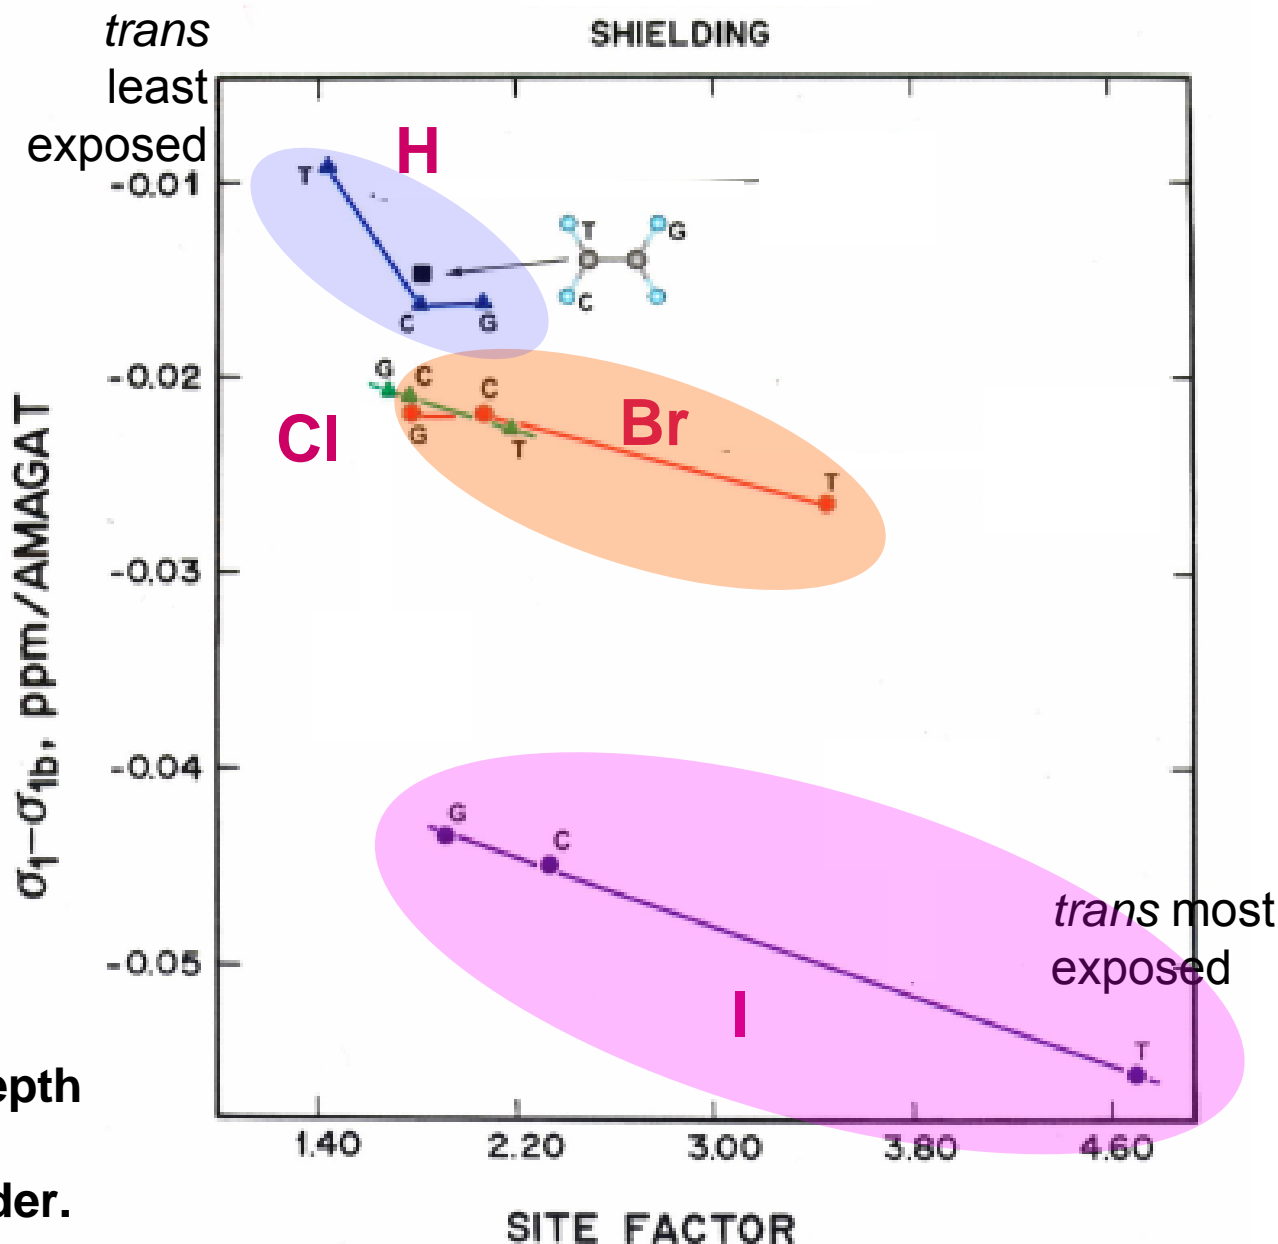 trans
least
exposed
SHIELDING
H
T
-0.01
T
G
C
C
G
-0.02
G
C
C
Cl
Br
G
T
T
-0.03
σ1-σ1b, ppm/AMAGAT
-0.04
G
C
trans most
exposed
-0.05
I
T
epth
1.40
2.20
3.00
3.80
4.60
der.
SITE FACTOR